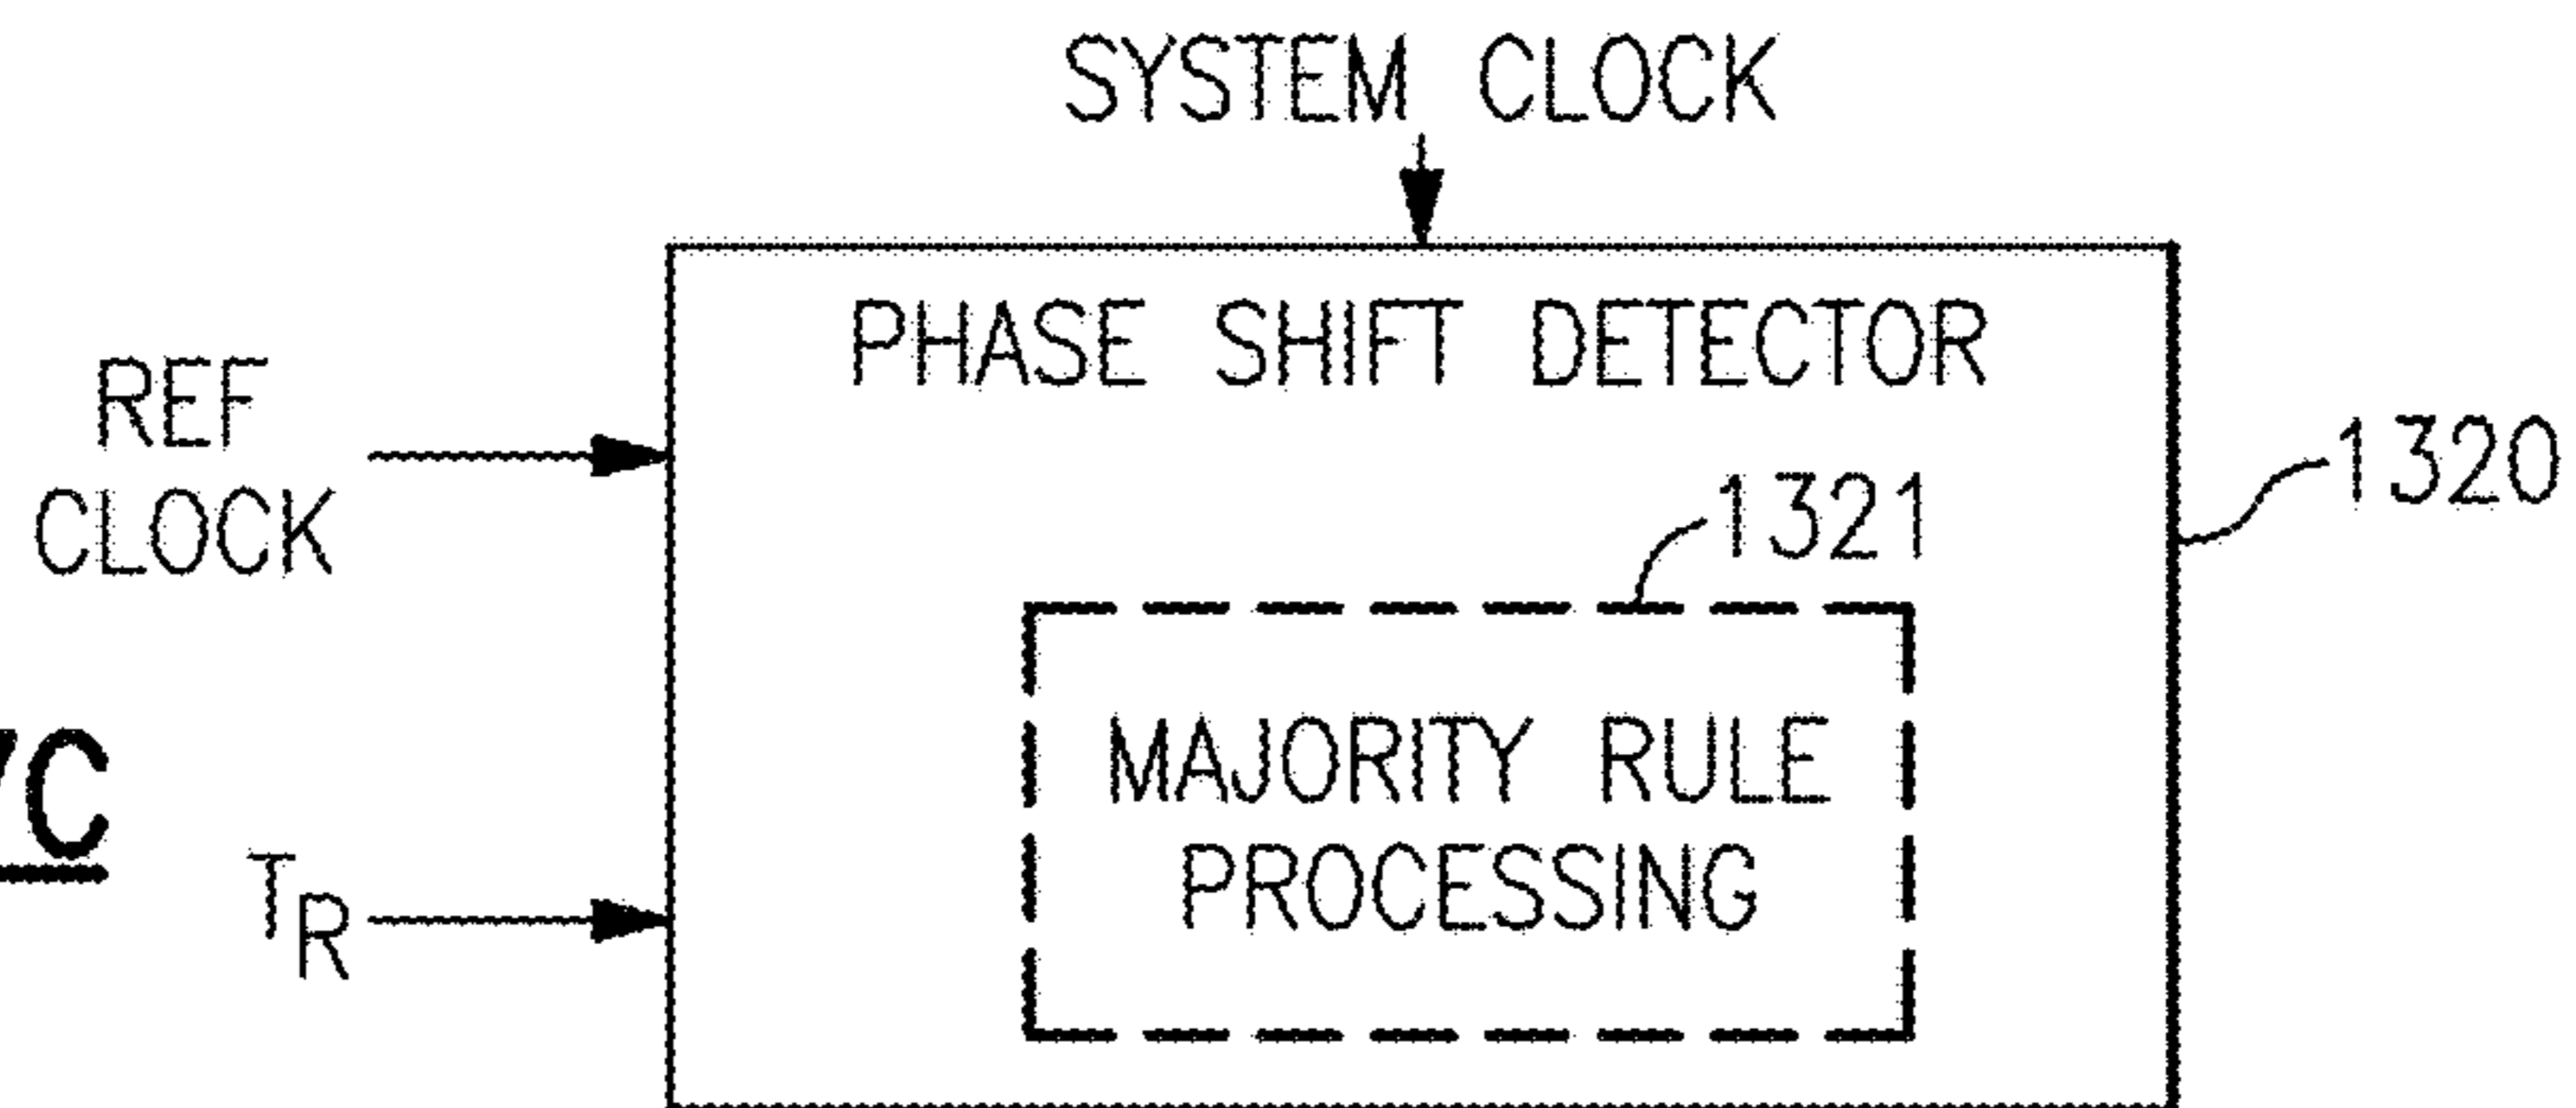 SYSTEM CLOCK
PHASE SHIFT DETECTOR
REF
CLOCK
1320
1321
MAJORITY RULE
PROCESSING
TR